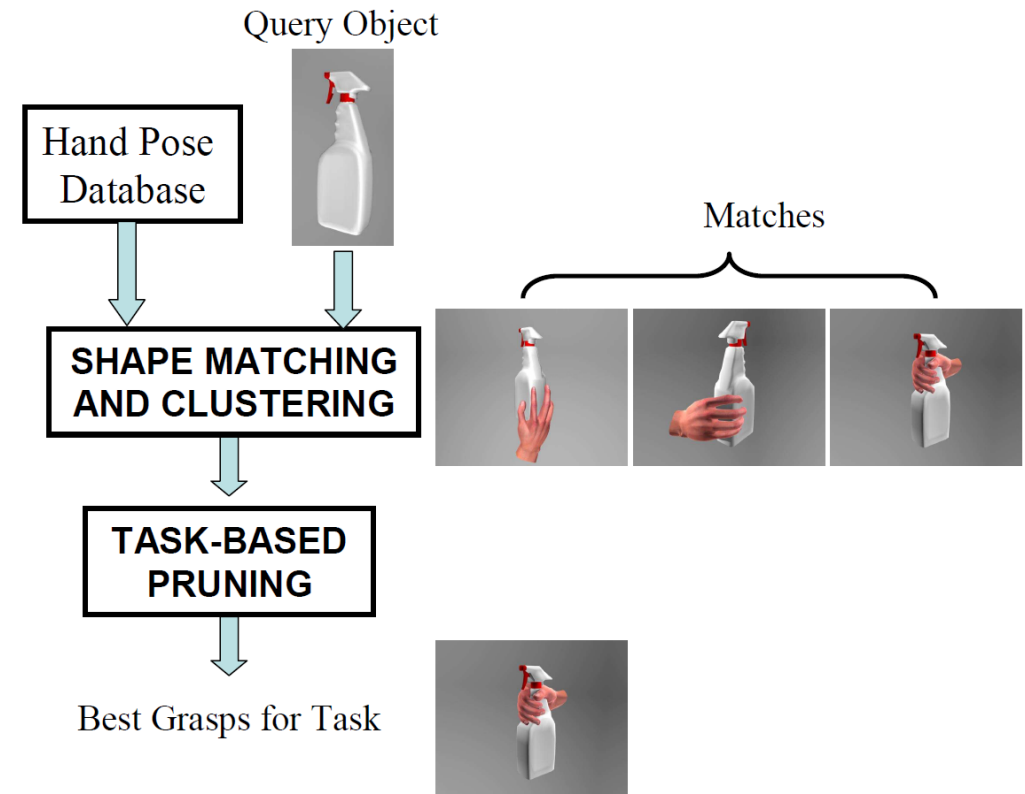 Query Object
Hand Pose
Database
Matches
SHAPE MATCHING
AND CLUSTERING
TASK-BASED
PRUNING
Best Grasps for Task